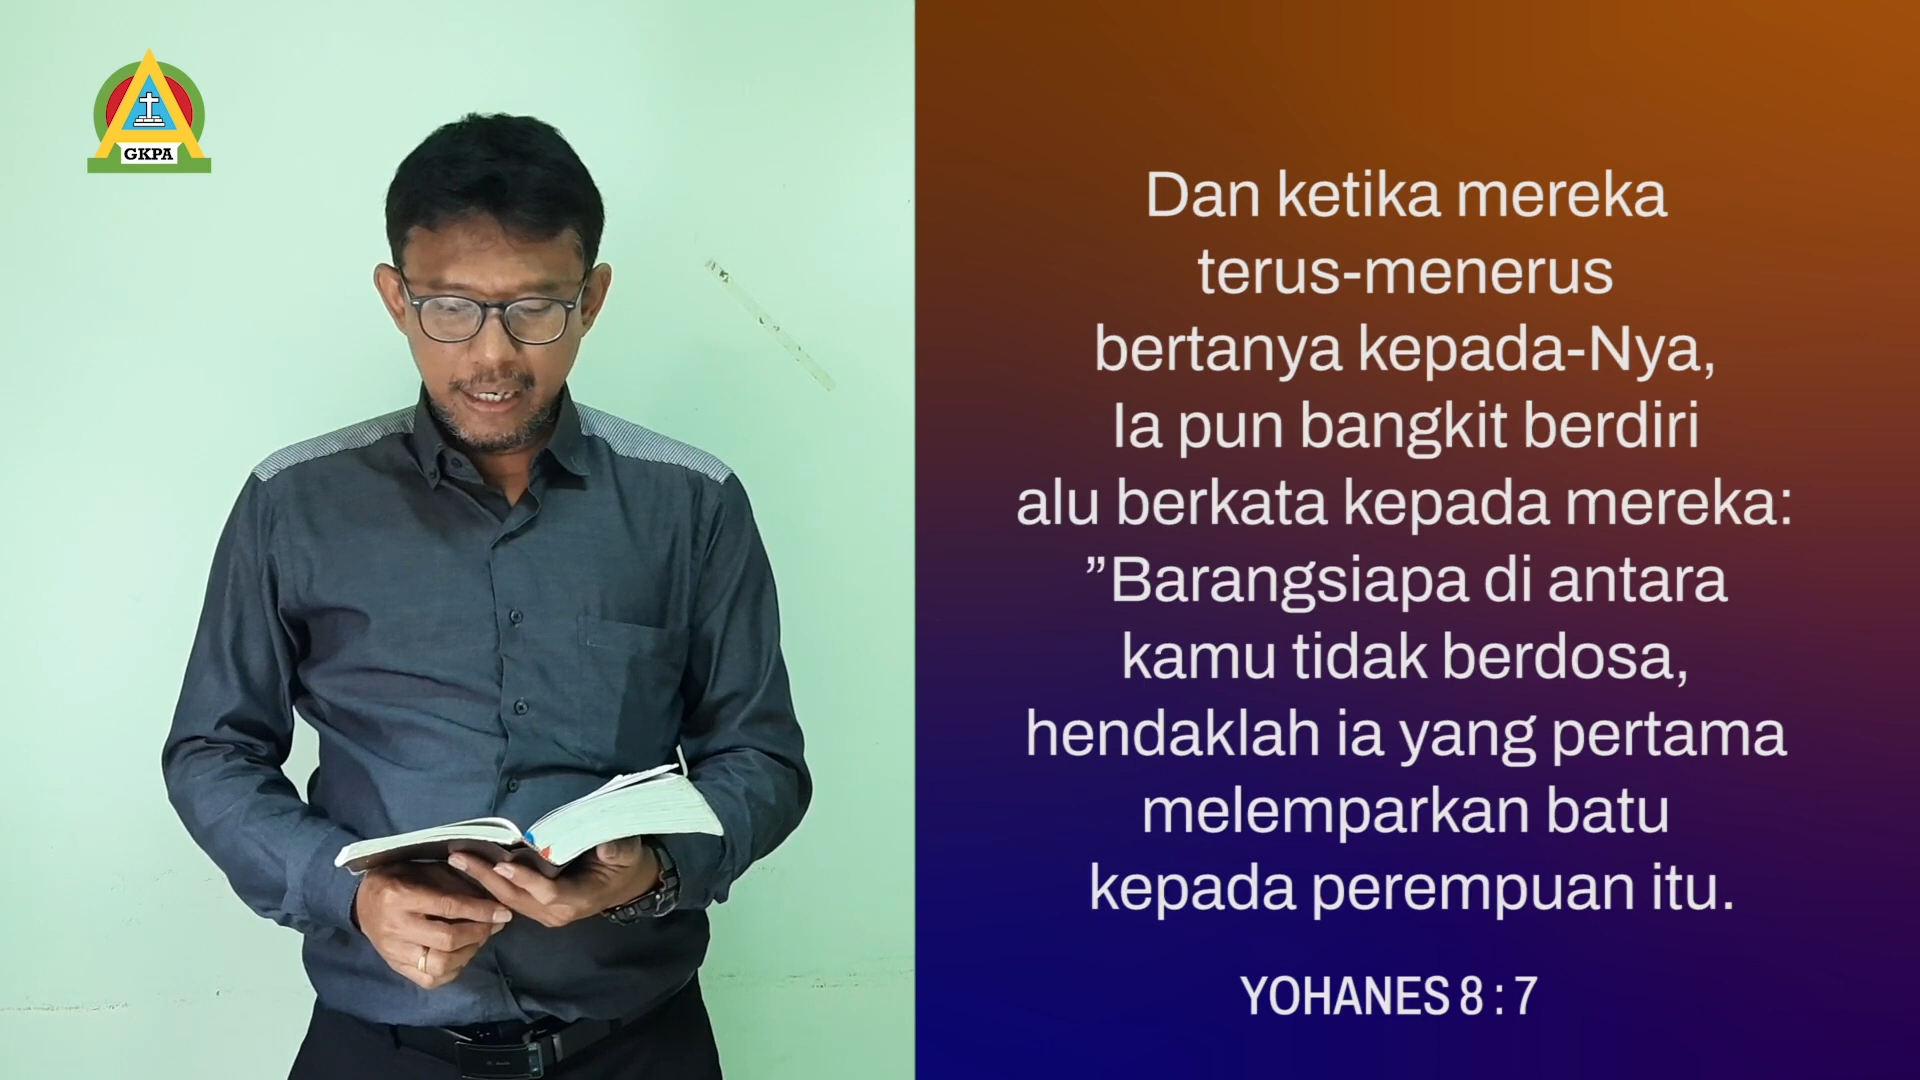 GKPA
Dan ketika mereka
terus-menerus
bertanya kepada-Nya,
Ia pun bangkit berdiri
alu berkata kepada mereka:
”Barangsiapa di antara
kamu tidak berdosa,
hendaklah ia yang pertama
melemparkan batu
kepada perempuan itu.
YOHANES 8 : 7